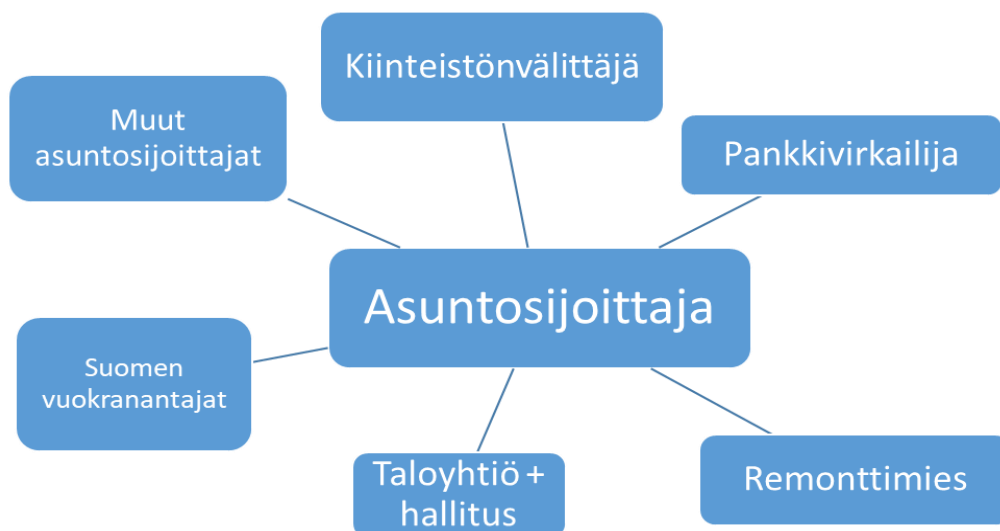 Kiinteistönvälittäjä
Muut
asuntosijoittajat
Pankkivirkailija
Asuntosijoittaja
Suomen
vuokranantajat
Taloyhtiö +
hallitus
Remonttimies